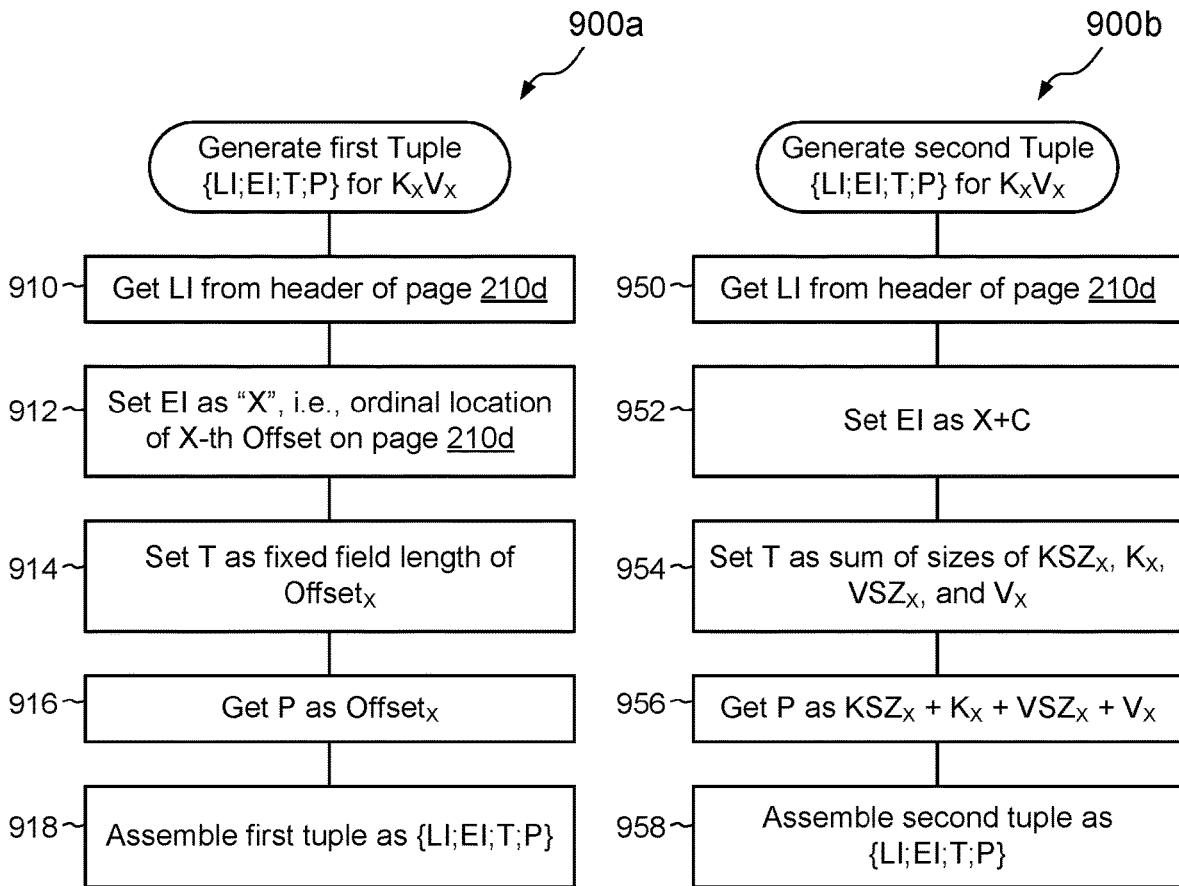 900a
Generate first Tuple
{LI;EI;T;P} for KXVX
910
Get LI from header of page 210d
912
Set EI as “X”, i.e., ordinal location
of X-th Offset on page 210d
914
Set T as fixed field length of
OffsetX
916
Get P as OffsetX
918
Assemble first tuple as {LI;EI;T;P}
900b
Generate second Tuple
{LI;EI;T;P} for KXVX
950
Get LI from header of page 210d
952
Set EI as X+C
954
Set T as sum of sizes of KSZX, KX,
VSZX, and VX
956
Get P as KSZX + KX + VSZX + VX
958
Assemble second tuple as
{LI;EI;T;P}